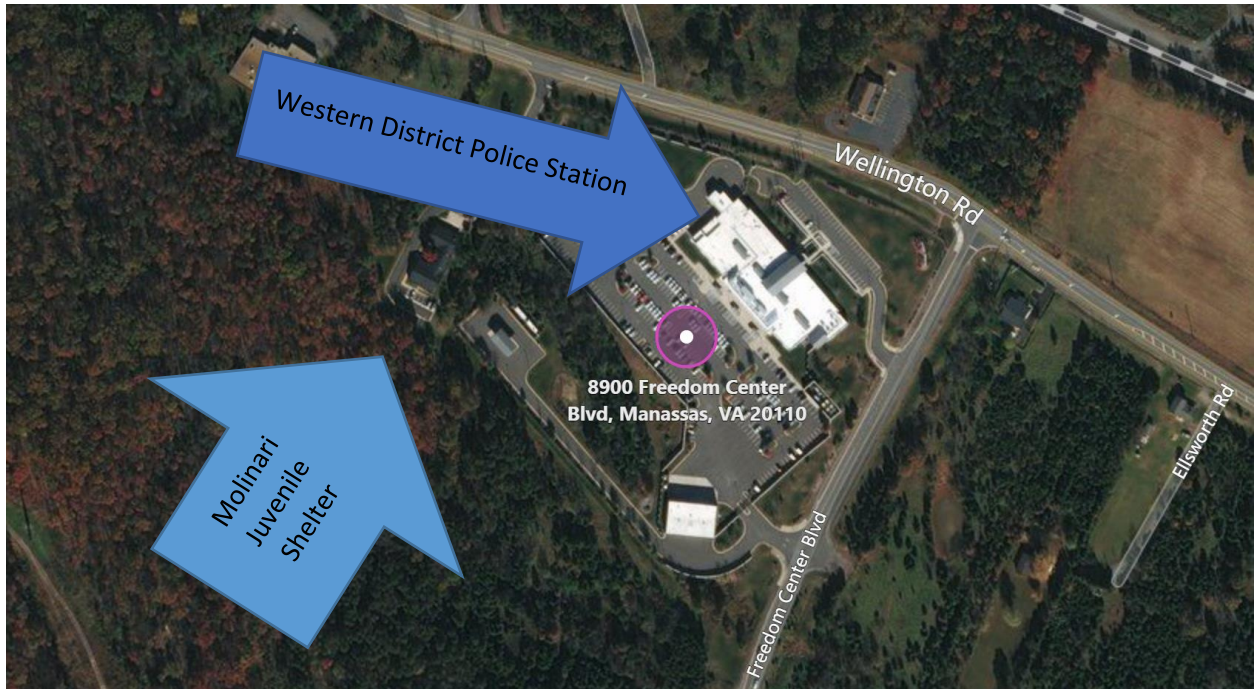 Western District Police Station
Wellington Rd
8900 Freedom Center
Blvd, Manassas, VA 20110
Ellsworth Rd
Molinari
Juvenile
Shelter
Freedom Center Blvd